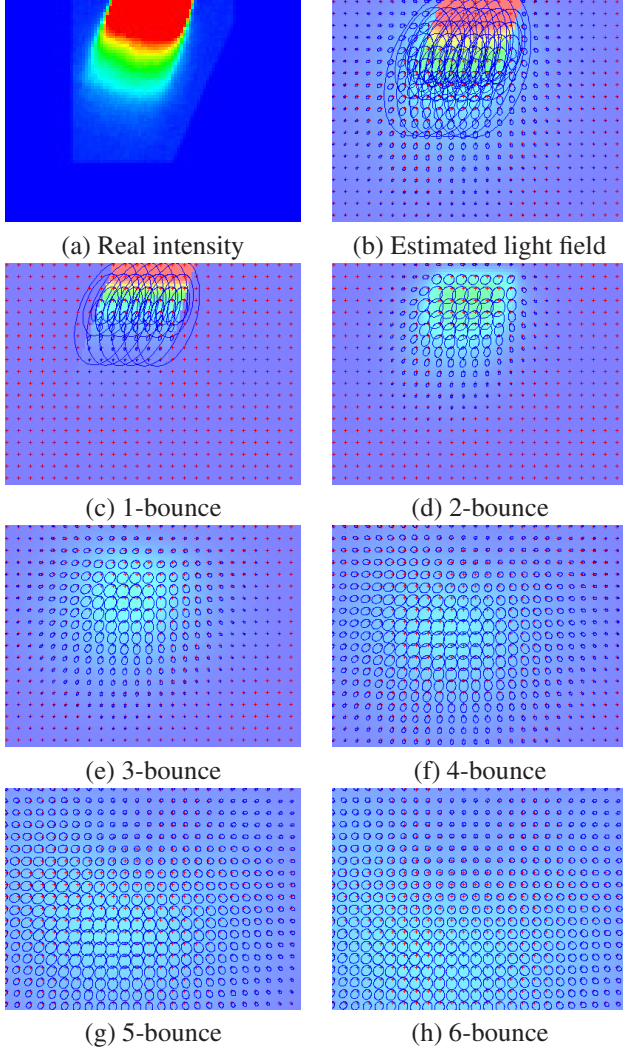 (a) Real intensity
(b) Estimated light field
(c) 1-bounce
(d) 2-bounce
(e) 3-bounce
(f) 4-bounce
(g) 5-bounce
(h) 6-bounce